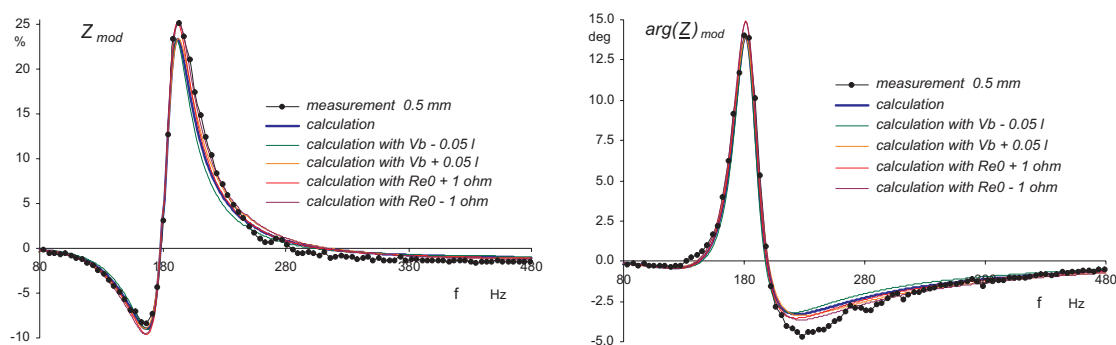 25
%
20
15
10
5
0
-5
-10
80
180
280
380
480
f Hz
Z mod
measurement 0.5 mm
calculation
calculation with Vb - 0.05 l
calculation with Vb + 0.05 l
calculation with Re0 + 1 ohm
calculation with Re0 - 1 ohm
15.0
deg
12.5
10.0
7.5
5.0
2.5
0.0
-2.5
-5.0
80
180
280
380
480
f Hz
arg(Z) mod
measurement 0.5 mm
calculation
calculation with Vb - 0.05 l
calculation with Vb + 0.05 l
calculation with Re0 + 1 ohm
calculation with Re0 - 1 ohm